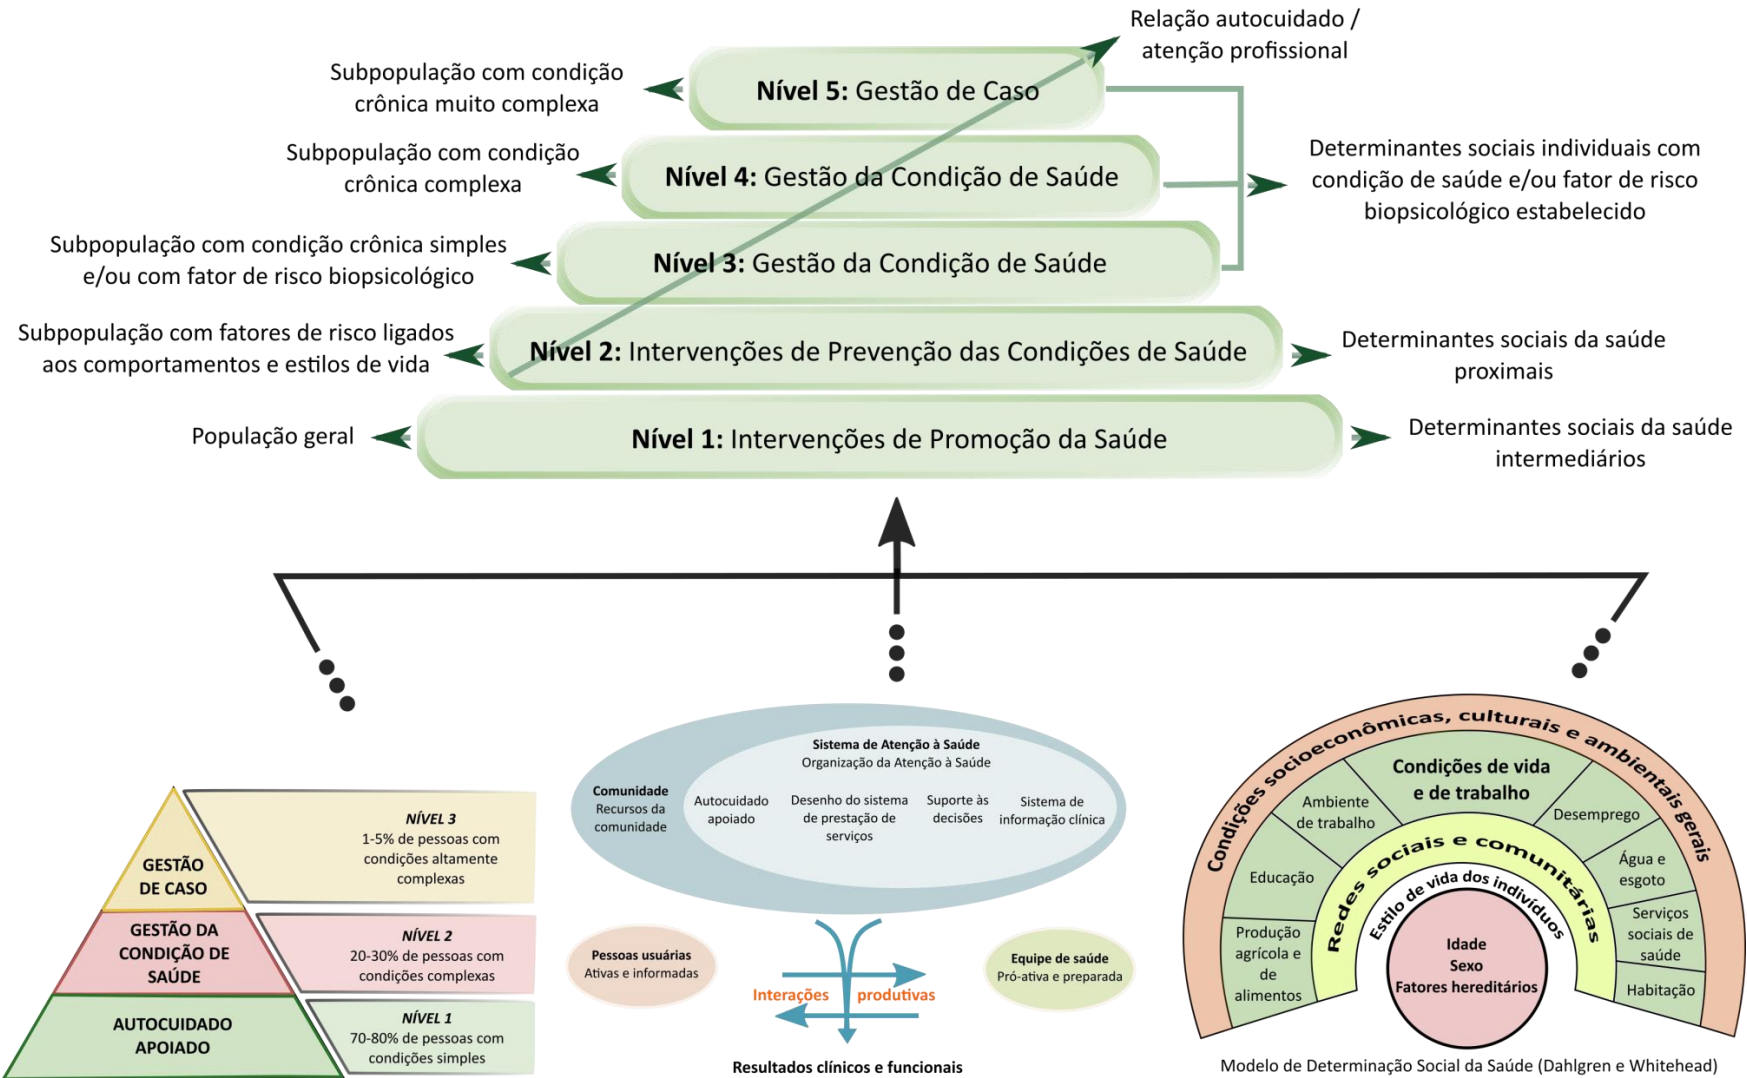 Relação autocuidado /
atenção profissional
Subpopulação com condição
crônica muito complexa
Nível 5: Gestão de Caso
Subpopulação com condição
crônica complexa
Nível 4: Gestão da Condição de Saúde
Determinantes sociais individuais com
condição de saúde e/ou fator de risco
biopsicológico estabelecido
Subpopulação com condição crônica simples
e/ou com fator de risco biopsicológico
Nível 3: Gestão da Condição de Saúde
Subpopulação com fatores de risco ligados
aos comportamentos e estilos de vida
Nível 2: Intervenções de Prevenção das Condições de Saúde
Determinantes sociais da saúde
proximais
População geral
Nível 1: Intervenções de Promoção da Saúde
Determinantes sociais da saúde
intermediários
GESTÃO
DE CASO
NÍVEL 3
1-5% de pessoas com
condições altamente
complexas
GESTÃO DA
CONDIÇÃO DE
SAÚDE
NÍVEL 2
20-30% de pessoas com
condições complexas
AUTOCUIDADO
APOIADO
NÍVEL 1
70-80% de pessoas com
condições simples
Sistema de Atenção à Saúde
Organização da Atenção à Saúde
Comunidade
Recursos da
comunidade
Autocuidado
apoiado
Desenho do sistema
de prestação de
serviços
Suporte às
decisões
Sistema de
informação clínica
Pessoas usuárias
Ativas e informadas
Interações produtivas
Equipe de saúde
Pró-ativa e preparada
Resultados clínicos e funcionais
Condições socioeconômicas, culturais e ambientais gerais
Condições de vida
e de trabalho
Ambiente
de trabalho
Desemprego
Educação
Água e
esgoto
Produção
agrícola e
de
alimentos
Serviços
sociais de
saúde
Habitação
Redes sociais e comunitárias
Estilo de vida dos indivíduos
Idade
Sexo
Fatores hereditários
Modelo de Determinação Social da Saúde (Dahlgren e Whitehead)